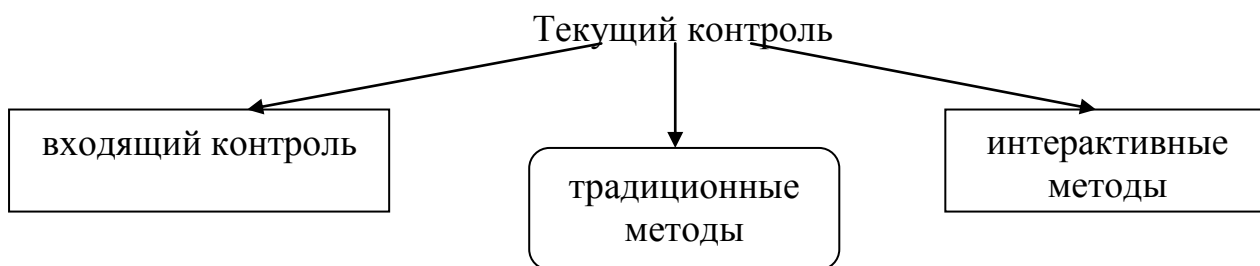 Текущий контроль
входящий контроль
традиционные
методы
интерактивные
методы